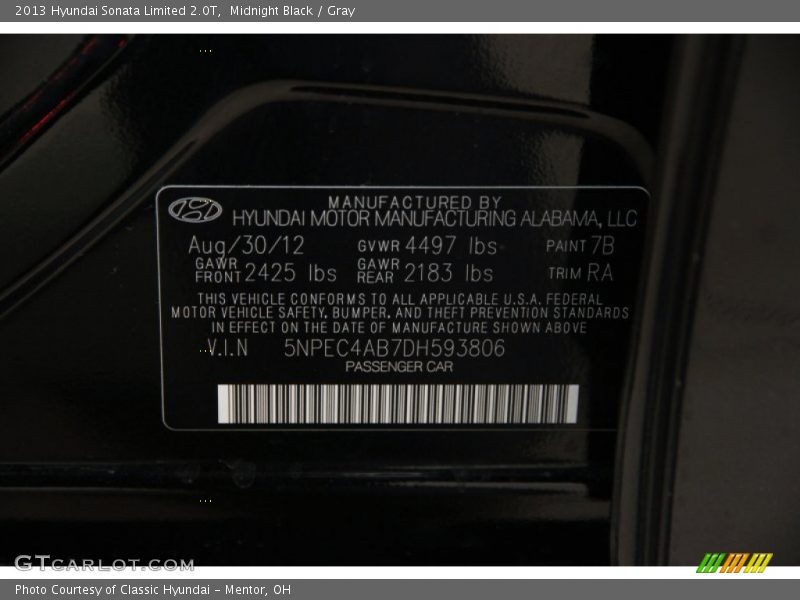 2013 Hyundai Sonata Limited 2.0T,  Midnight Black / Gray
MANUFACTURED BY
HYUNDAI MOTOR MANUFACTURING ALABAMA, LLC
Aug/30/12 GVWR 4497 lbs PAINT 7B
GAWR FRONT 2425 lbs GAWR REAR 2183 lbs TRIM RA
THIS VEHICLE CONFORMS TO ALL APPLICABLE U.S.A. FEDERAL
MOTOR VEHICLE SAFETY, BUMPER, AND THEFT PREVENTION STANDARDS
IN EFFECT ON THE DATE OF MANUFACTURE SHOWN ABOVE
V.I.N 5NPEC4AB7DH593806
PASSENGER CAR
GTcarlot.com
Photo Courtesy of Classic Hyundai - Mentor, OH